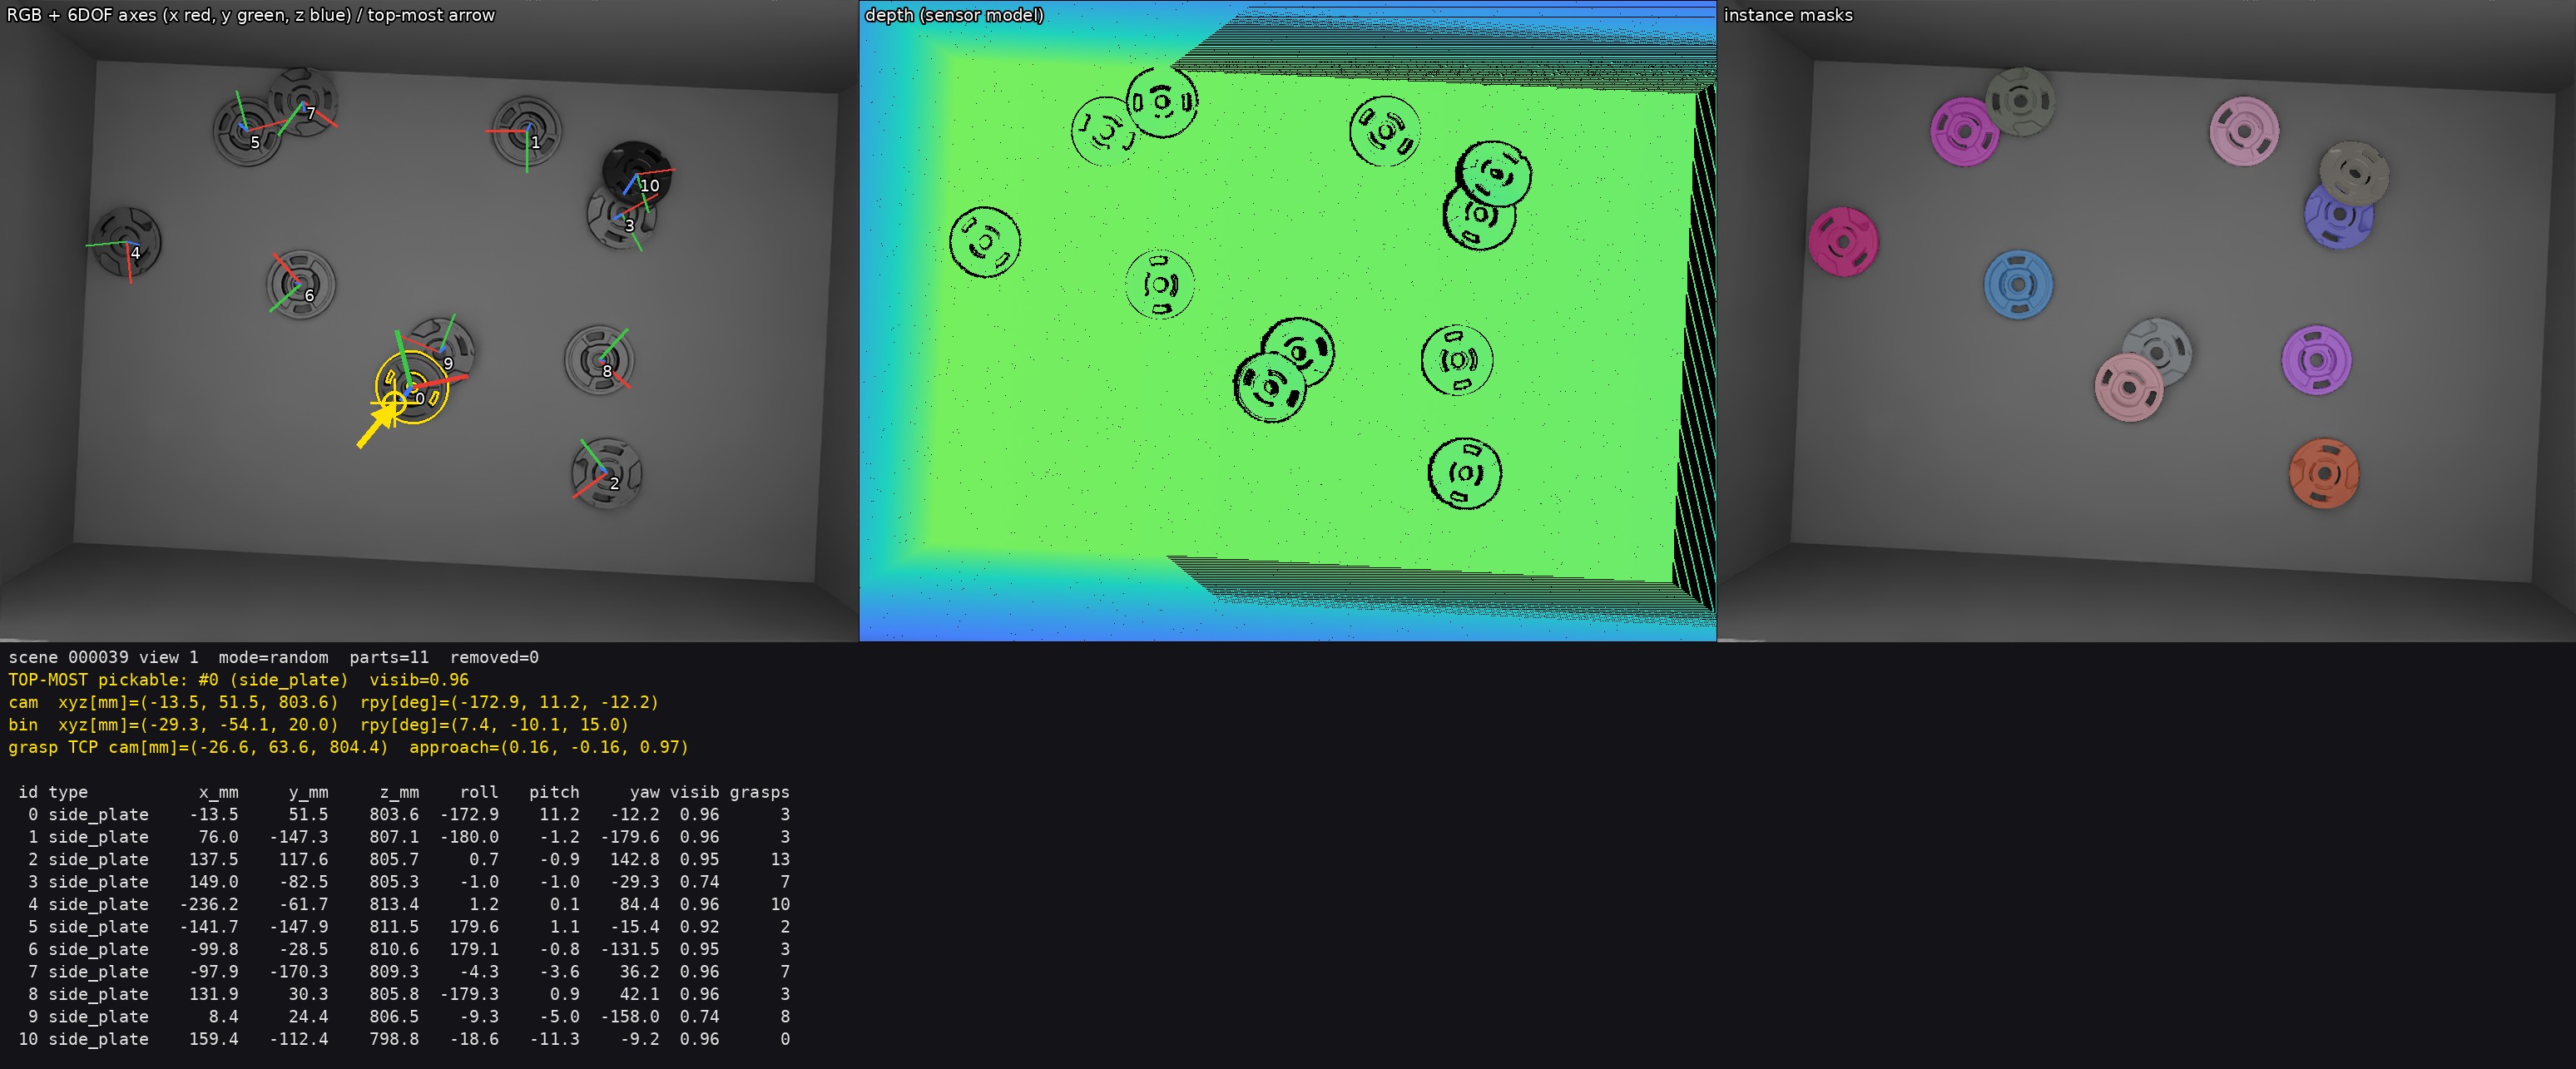 RGB + 6DOF axes (x red, y green, z blue) / top-most arrow
depth (sensor model)
instance masks
7
5
1
10
3
4
6
9
8
0
2
scene 000039 view 1  mode=random  parts=11  removed=0
TOP-MOST pickable: #0 (side_plate)  visib=0.96
cam  xyz[mm]=(-13.5, 51.5, 803.6)  rpy[deg]=(-172.9, 11.2, -12.2)
bin  xyz[mm]=(-29.3, -54.1, 20.0)  rpy[deg]=(7.4, -10.1, 15.0)
grasp TCP cam[mm]=(-26.6, 63.6, 804.4)  approach=(0.16, -0.16, 0.97)
id type x_mm y_mm z_mm roll pitch yaw visib grasps
0 side_plate -13.5 51.5 803.6 -172.9 11.2 -12.2 0.96 3
1 side_plate 76.0 -147.3 807.1 -180.0 -1.2 -179.6 0.96 3
2 side_plate 137.5 117.6 805.7 0.7 -0.9 142.8 0.95 13
3 side_plate 149.0 -82.5 805.3 -1.0 -1.0 -29.3 0.74 7
4 side_plate -236.2 -61.7 813.4 1.2 0.1 84.4 0.96 10
5 side_plate -141.7 -147.9 811.5 179.6 1.1 -15.4 0.92 2
6 side_plate -99.8 -28.5 810.6 179.1 -0.8 -131.5 0.95 3
7 side_plate -97.9 -170.3 809.3 -4.3 -3.6 36.2 0.96 7
8 side_plate 131.9 30.3 805.8 -179.3 0.9 42.1 0.96 3
9 side_plate 8.4 24.4 806.5 -9.3 -5.0 -158.0 0.74 8
10 side_plate 159.4 -112.4 798.8 -18.6 -11.3 -9.2 0.96 0